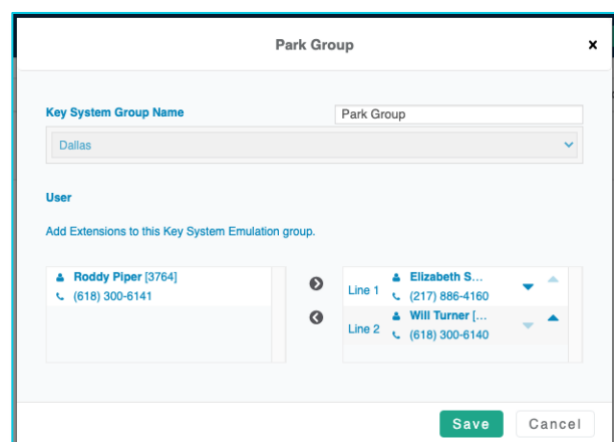 Park Group
x
Key System Group Name
Park Group
Dallas
User
Add Extensions to this Key System Emulation group.
Roddy Piper [3764]
(618) 300-6141
Line 1
Elizabeth S...
(217) 886-4160
Line 2
Will Turner [...
(618) 300-6140
Save
Cancel